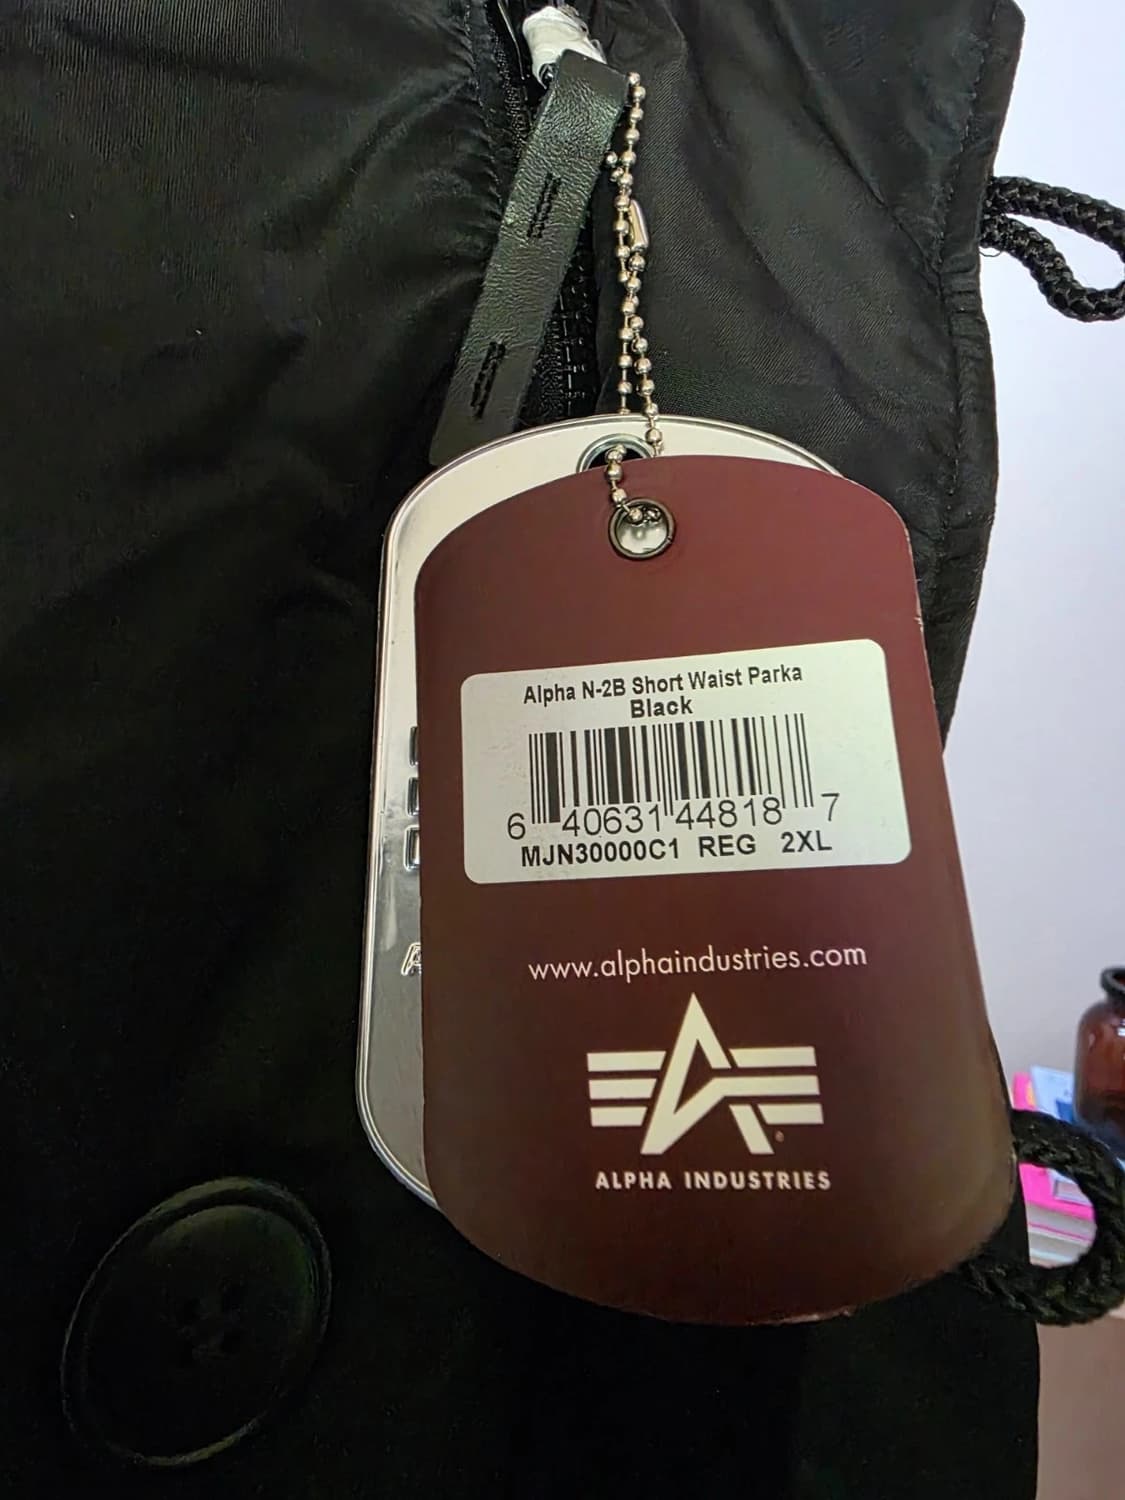 Alpha N-2B Short Waist Parka
Black
6 40631 44818 7
MJN30000C1 REG 2XL
www.alphaindustries.com
ALPHA INDUSTRIES